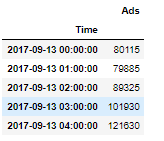 Ads
Time
2017-09-13 00:00:00 80115
2017-09-13 01:00:00 79885
2017-09-13 02:00:00 89325
2017-09-13 03:00:00 101930
2017-09-13 04:00:00 121630